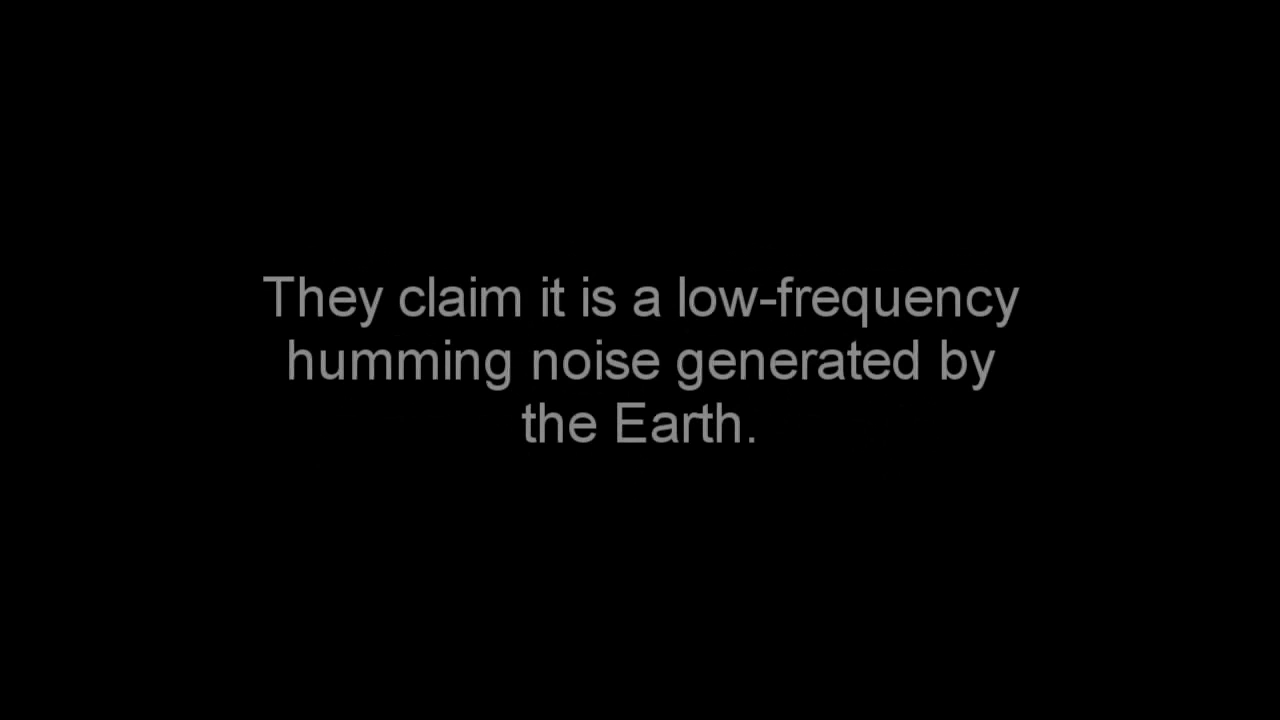 They claim it is a low-frequency
humming noise generated by
the Earth.